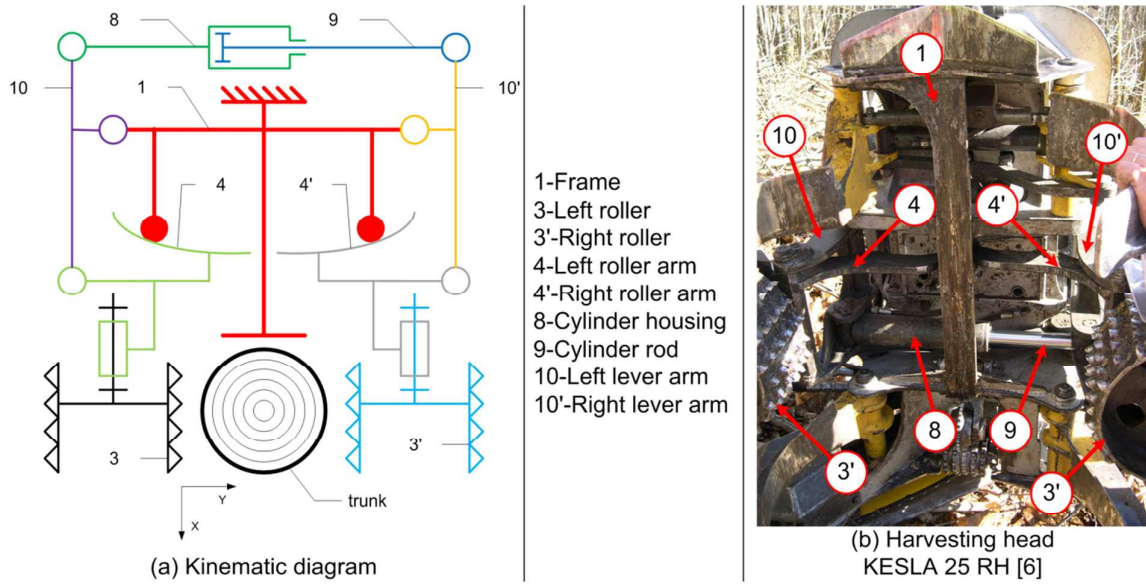 8
9
10
1
10'
4
4'
3
3'
trunk
Y
X
(a) Kinematic diagram
1-Frame
3-Left roller
3'-Right roller
4-Left roller arm
4'-Right roller arm
8-Cylinder housing
9-Cylinder rod
10-Left lever arm
10'-Right lever arm
1
10
10'
4
4'
8
9
3'
3'
(b) Harvesting head
KESLA 25 RH [6]